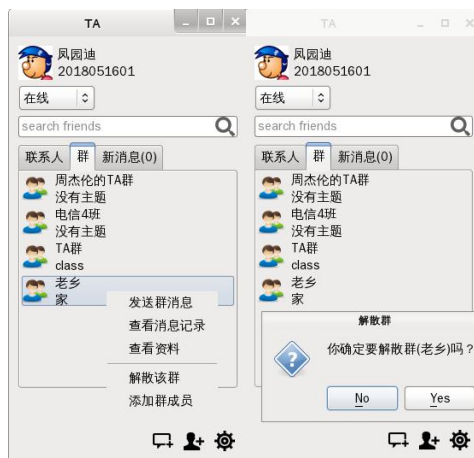 TA
凤园迪
2018051601
在线
search friends
联系人 群 新消息(0)
周杰伦的TA群
没有主题
电信4班
没有主题
TA群
class
老乡
家
发送群消息
查看消息记录
查看资料
解散该群
添加群成员
TA
凤园迪
2018051601
在线
search friends
联系人 群 新消息(0)
周杰伦的TA群
没有主题
电信4班
没有主题
TA群
class
老乡
家
解散群
你确定要解散群(老乡)吗？
No Yes